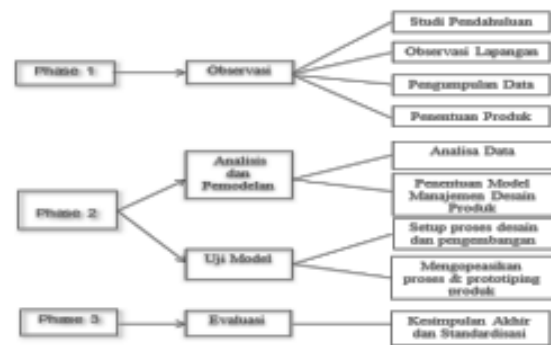 Studi Pendahuluan
Observasi Lapangan
Phase 1
Observasi
Pengumpulan Data
Penentuan Produk
Analisis
dan
Pemodelan
Analisa Data
Penentuan Model
Manajemen Desain
Produk
Phase 2
Setup proses desain
dan pengembangan
Uji Model
Mengopeasikan
proses & prototiping
produk
Phase 3
Evaluasi
Kesimpulan Akhir
dan Standardisasi